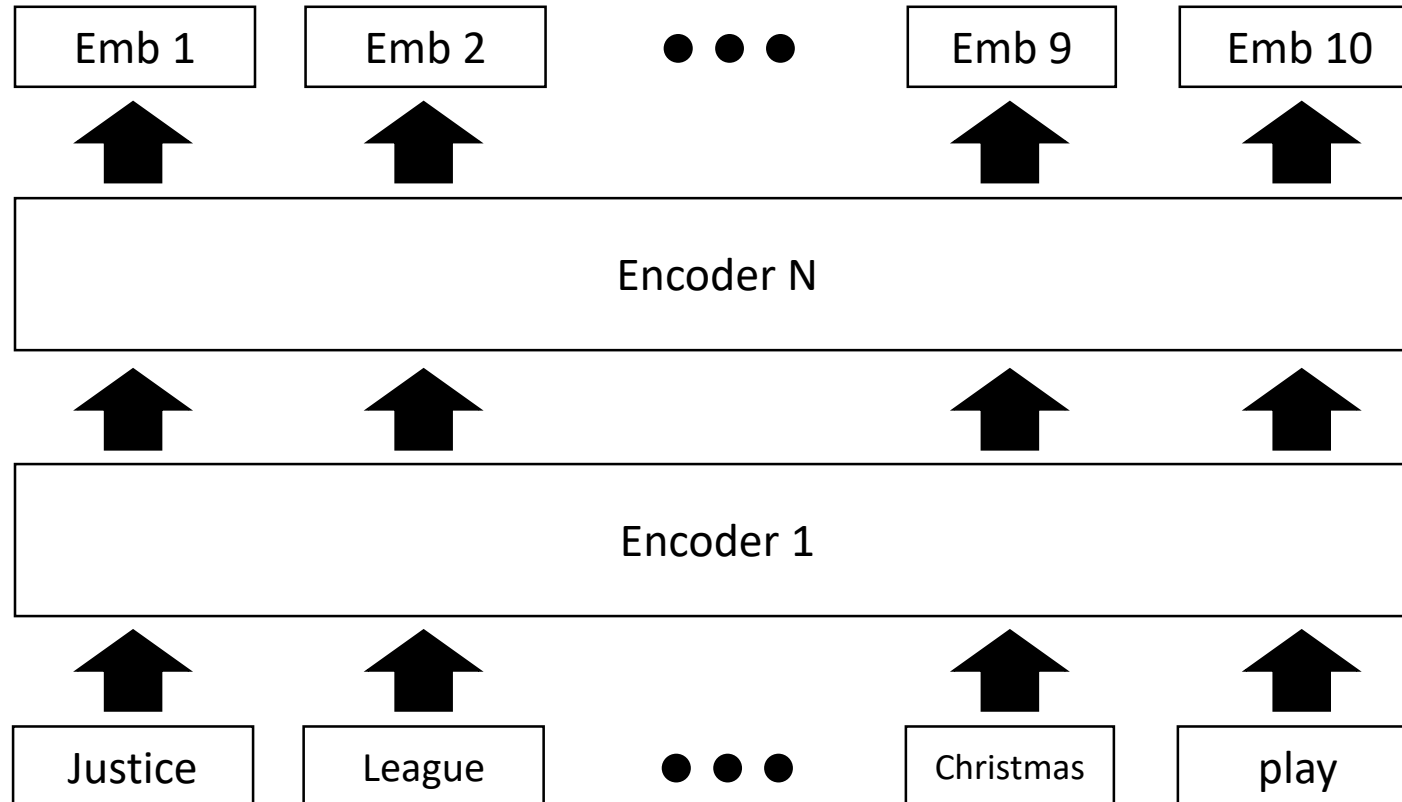 Emb 1 Emb 2 ●●● Emb 9 Emb 10
Encoder N
Encoder 1
Justice League ●●● Christmas play